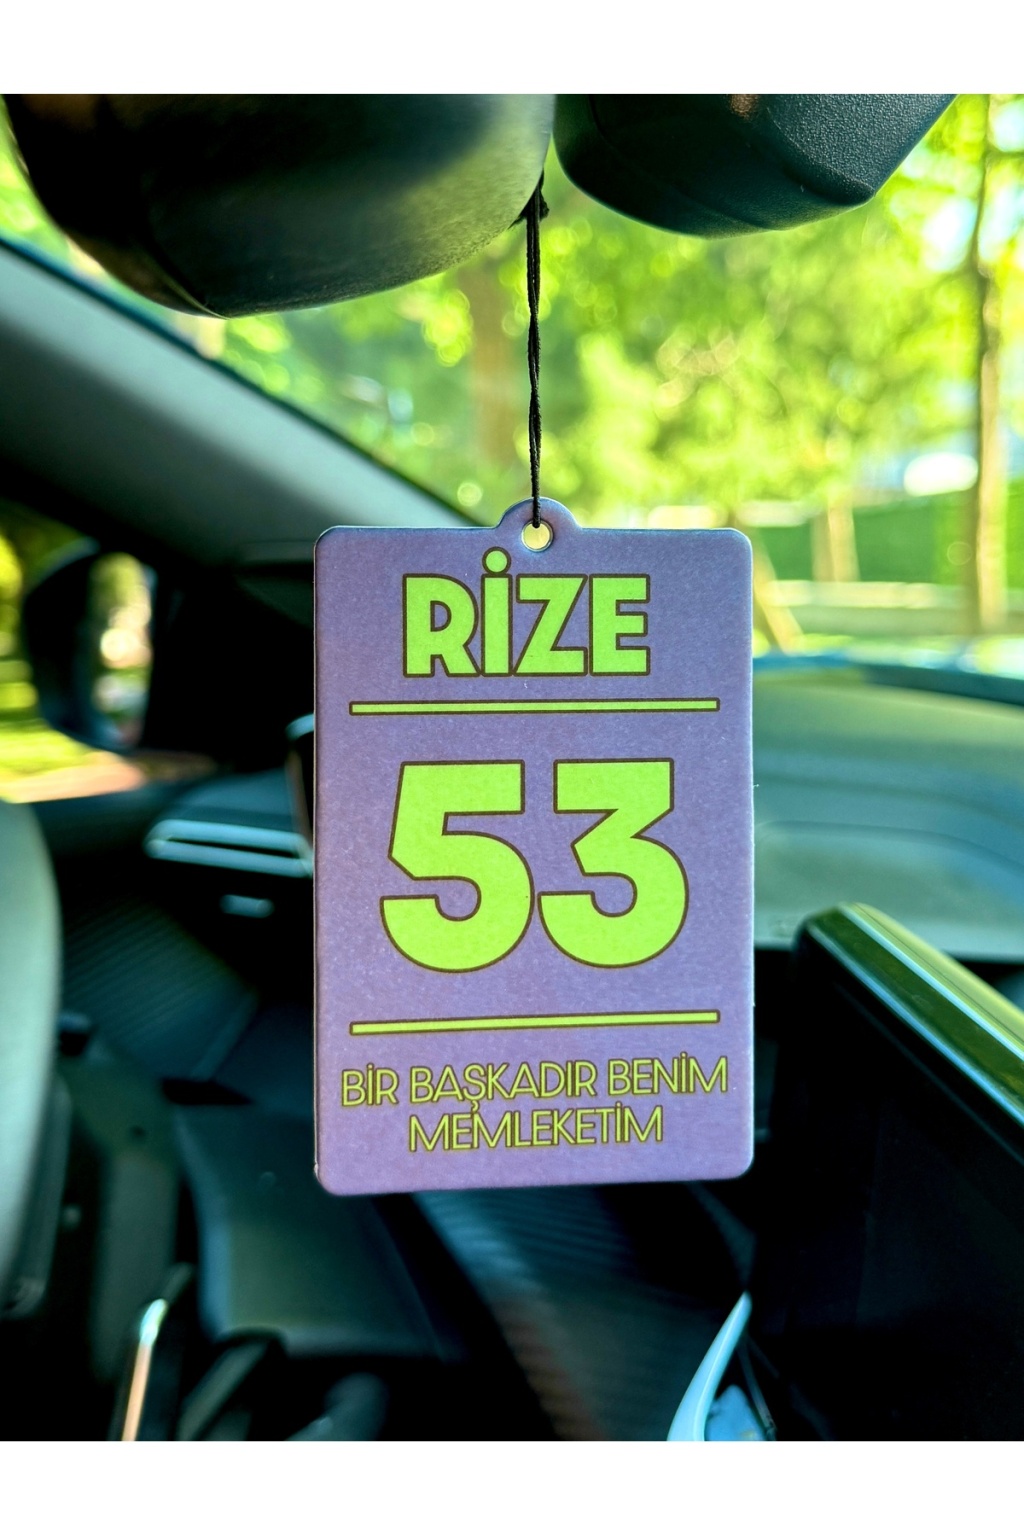 RİZE
53
BİR BAŞKADIR BENİM
MEMLEKETİM